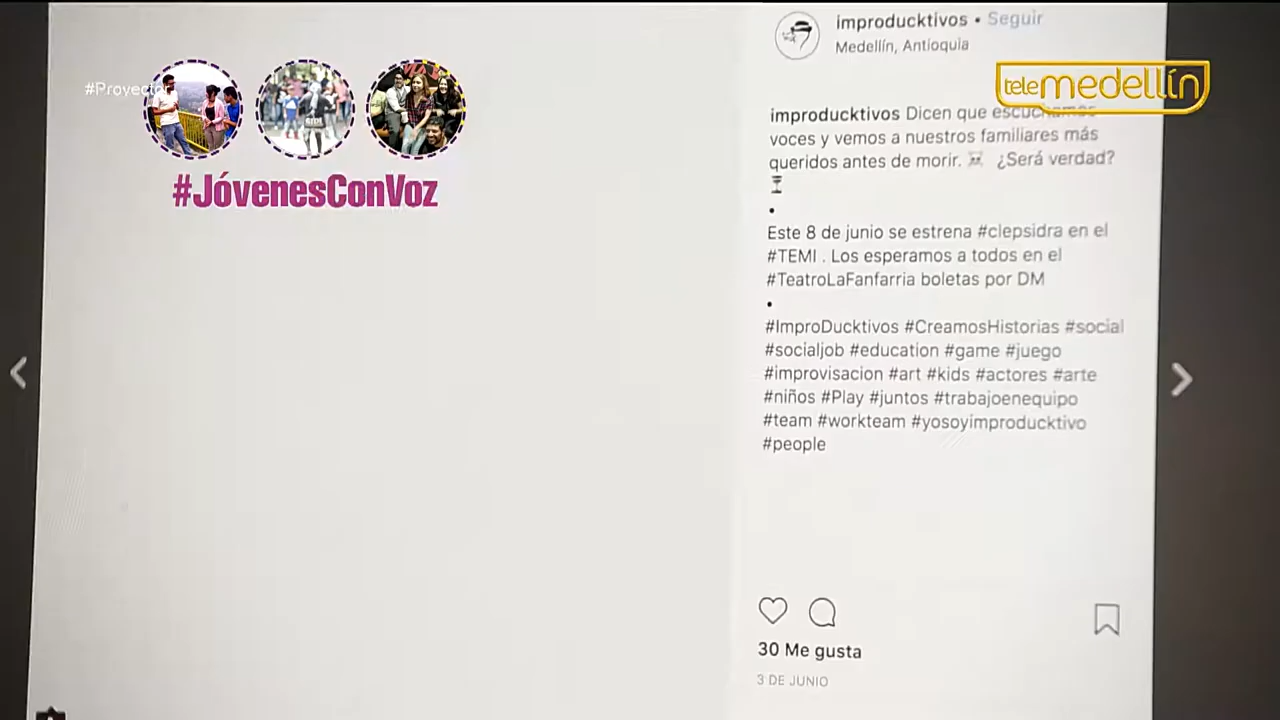 #Proyector
#JóvenesConVoz
improducktivos • Seguir
Medellín, Antioquia
telemedellín
improducktivos Dicen que escuchamos
voces y vemos a nuestros familiares más
queridos antes de morir. ☠ ¿Será verdad?
•
Este 8 de junio se estrena #clepsidra en el
#TEMI . Los esperamos a todos en el
#TeatroLaFanfarria boletas por DM
•
#ImproDucktivos #CreamosHistorias #social
#socialjob #education #game #juego
#improvisacion #art #kids #actores #arte
#niños #Play #juntos #trabajoenequipo
#team #workteam #yosoyimproducktivo
#people
30 Me gusta
3 DE JUNIO